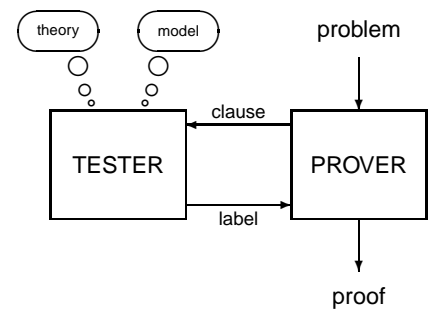 theory
model
problem
clause
TESTER
PROVER
label
proof